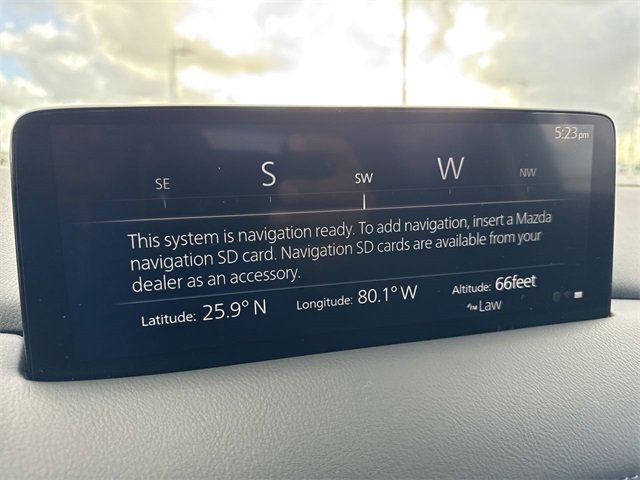 5:23pm
SE S SW W NW
This system is navigation ready. To add navigation, insert a Mazda
navigation SD card. Navigation SD cards are available from your
dealer as an accessory.
Latitude: 25.9° N Longitude: 80.1° W Altitude: 66feet
Law